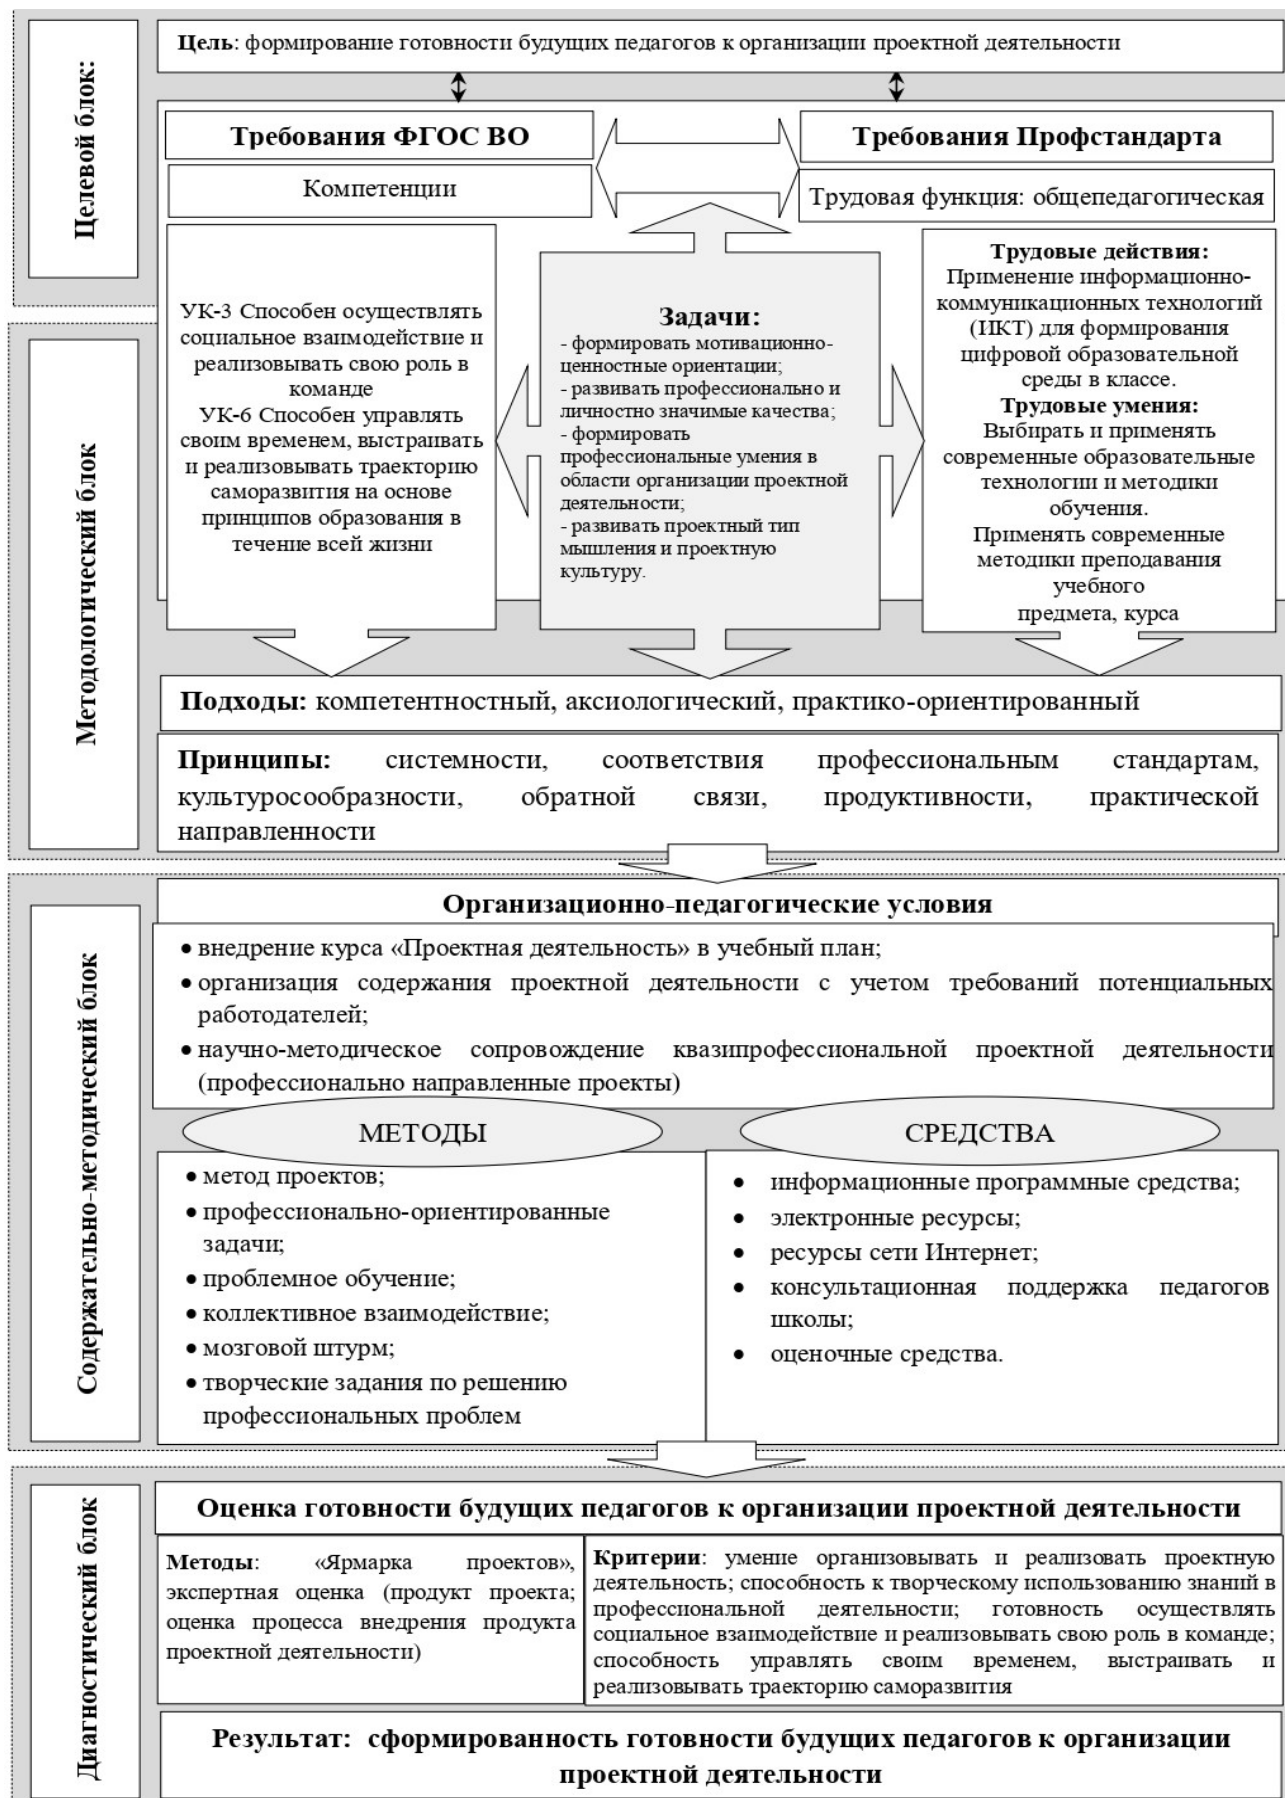 Целевой блок:
Цель: формирование готовности будущих педагогов к организации проектной деятельности
Требования ФГОС ВО
Компетенции
Требования Профстандарта
Трудовая функция: общепедагогическая
Методологический блок
УК-3 Способен осуществлять
социальное взаимодействие и
реализовывать свою роль в
команде
УК-6 Способен управлять
своим временем, выстраивать
и реализовывать траекторию
саморазвития на основе
принципов образования в
течение всей жизни
Задачи:
- формировать мотивационно-
ценностные ориентации;
- развивать профессионально и
личностно значимые качества;
- формировать
профессиональные умения в
области организации проектной
деятельности;
- развивать проектный тип
мышления и проектную
культуру.
Трудовые действия:
Применение информационно-
коммуникационных технологий
(ИКТ) для формирования
цифровой образовательной
среды в классе.
Трудовые умения:
Выбирать и применять
современные образовательные
технологии и методики
обучения.
Применять современные
методики преподавания
учебного
предмета, курса
Подходы: компетентностный, аксиологический, практико-ориентированный
Принципы: системности, соответствия профессиональным стандартам,
культуросообразности, обратной связи, продуктивности, практической
направленности
Содержательно-методический блок
Организационно-педагогические условия
• внедрение курса «Проектная деятельность» в учебный план;
• организация содержания проектной деятельности с учетом требований потенциальных
работодателей;
• научно-методическое сопровождение квазипрофессиональной проектной деятельности
(профессионально направленные проекты)
МЕТОДЫ
• метод проектов;
• профессионально-ориентированные
задачи;
• проблемное обучение;
• коллективное взаимодействие;
• мозговой штурм;
• творческие задания по решению
профессиональных проблем
СРЕДСТВА
• информационные программные средства;
• электронные ресурсы;
• ресурсы сети Интернет;
• консультационная поддержка педагогов
школы;
• оценочные средства.
Диагностический блок
Оценка готовности будущих педагогов к организации проектной деятельности
Методы: «Ярмарка проектов»,
экспертная оценка (продукт проекта;
оценка процесса внедрения продукта
проектной деятельности)
Критерии: умение организовывать и реализовать проектную
деятельность; способность к творческому использованию знаний в
профессиональной деятельности; готовность осуществлять
социальное взаимодействие и реализовывать свою роль в команде;
способность управлять своим временем, выстраивать и
реализовывать траекторию саморазвития
Результат: сформированность готовности будущих педагогов к организации
проектной деятельности